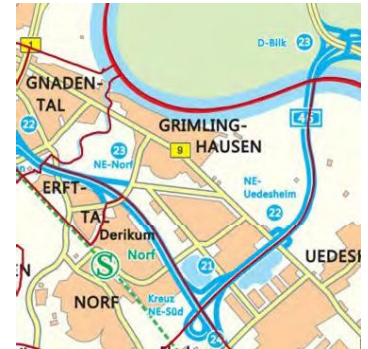 1
D-Bilk 23
GNADEN-
TAL
A 46
22
GRIMLING-
HAUSEN
23
NE-Norf
9
NE-
Uedesheim
22
ERFT-
TAL
Derikum
S Norf
21
UEDESH
NORF
Kreuz
NE-Süd
24